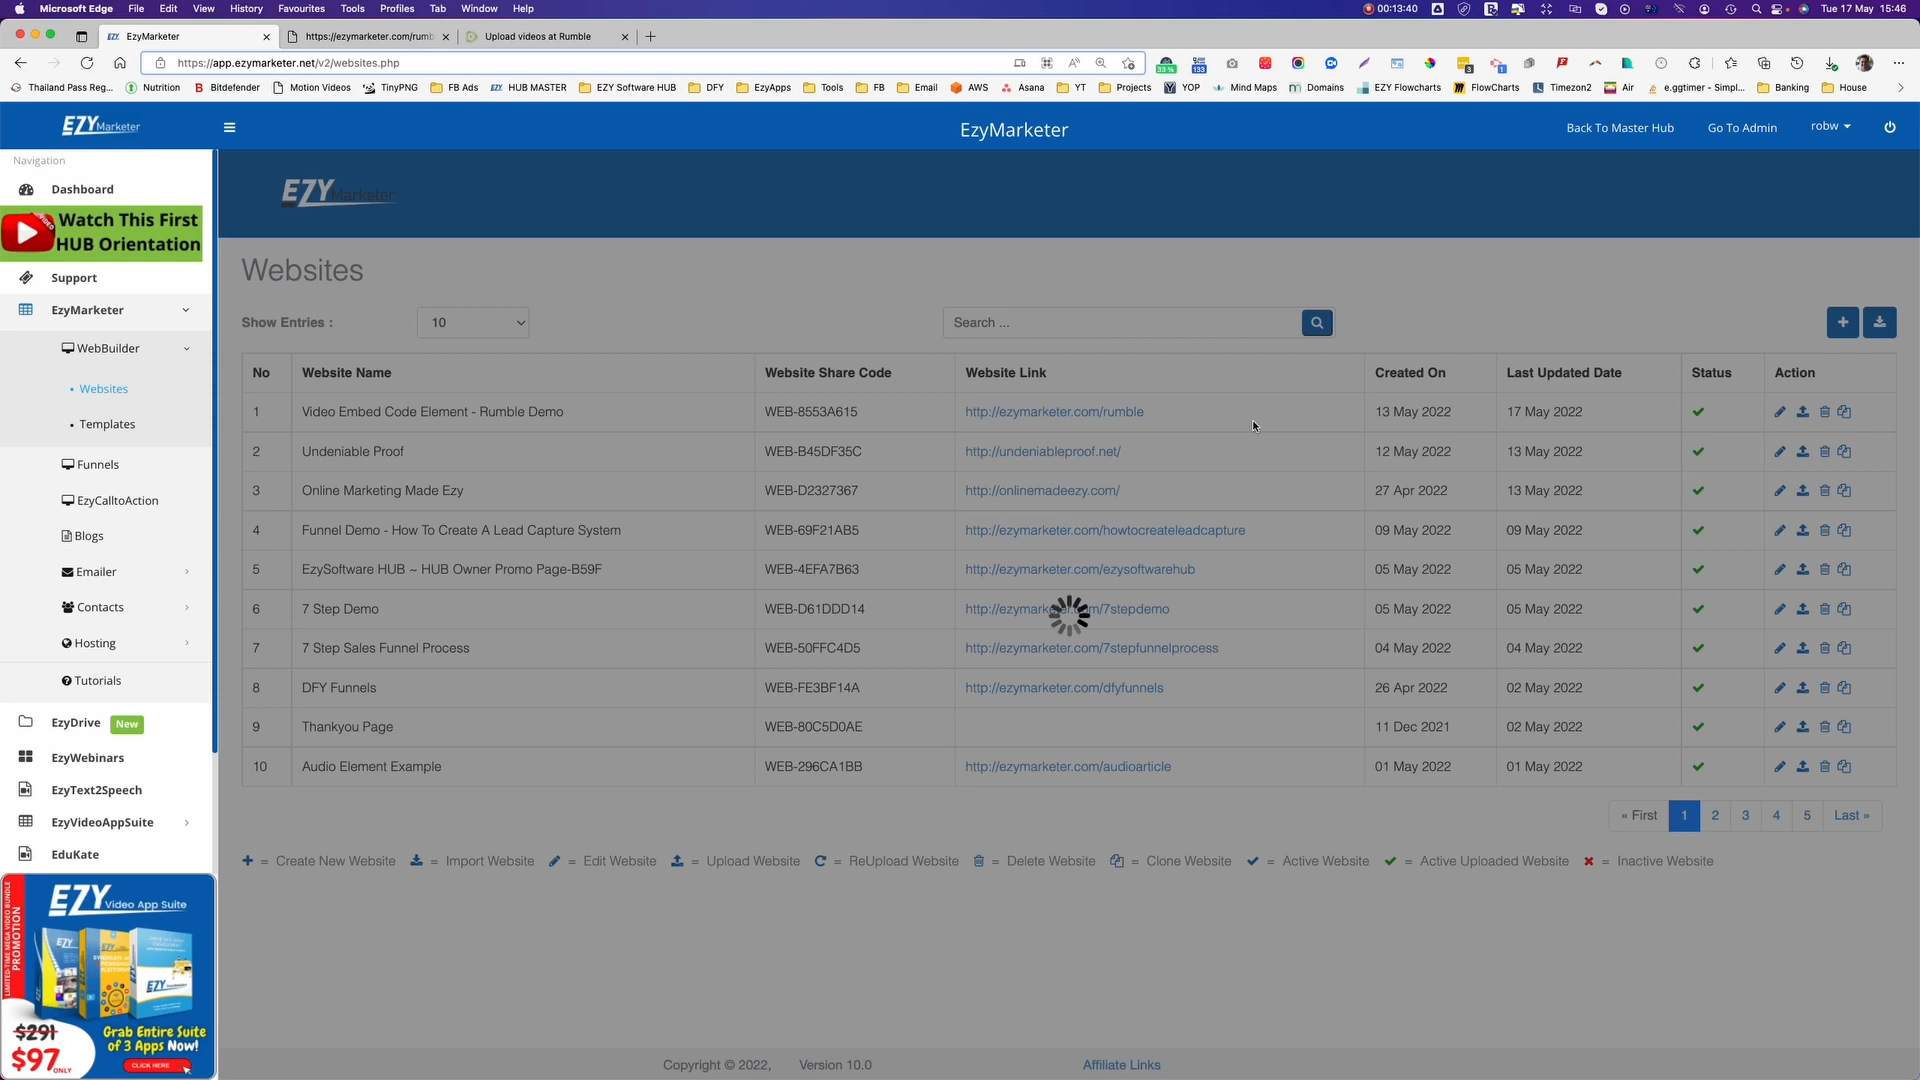 Microsoft Edge File Edit View History Favourites Tools Profiles Tab Window Help 00:13:40 Tue 17 May 15:46
EzyMarketer https://ezymarketer.com/rumb Upload videos at Rumble
https://app.ezymarketer.net/v2/websites.php 33 % 133
Thailand Pass Reg... Nutrition Bitdefender Motion Videos TinyPNG FB Ads HUB MASTER EZY Software HUB DFY EzyApps Tools FB Email AWS Asana YT Projects YOP Mind Maps Domains EZY Flowcharts FlowCharts Timezon2 Air e.ggtimer - Simpl... Banking House
EZY Marketer EzyMarketer Back To Master Hub Go To Admin robw
Navigation
Dashboard
Watch This First
HUB Orientation
Support
EzyMarketer
WebBuilder
Websites
Templates
Funnels
EzyCalltoAction
Blogs
Emailer
Contacts
Hosting
Tutorials
EzyDrive New
EzyWebinars
EzyText2Speech
EzyVideoAppSuite
EduKate
LIMITED-TIME MEGA VIDEO BUNDLE
PROMOTION
EZY Video App Suite
$291
$97 ONLY
Grab Entire Suite
of 3 Apps Now!
CLICK HERE
EZY Marketer
Websites
Show Entries : 10 Search ...
No Website Name Website Share Code Website Link Created On Last Updated Date Status Action
1 Video Embed Code Element - Rumble Demo WEB-8553A615 http://ezymarketer.com/rumble 13 May 2022 17 May 2022
2 Undeniable Proof WEB-B45DF35C http://undeniableproof.net/ 12 May 2022 13 May 2022
3 Online Marketing Made Ezy WEB-D2327367 http://onlinemadeezy.com/ 27 Apr 2022 13 May 2022
4 Funnel Demo - How To Create A Lead Capture System WEB-69F21AB5 http://ezymarketer.com/howtocreateleadcapture 09 May 2022 09 May 2022
5 EzySoftware HUB ~ HUB Owner Promo Page-B59F WEB-4EFA7B63 http://ezymarketer.com/ezysoftwarehub 05 May 2022 05 May 2022
6 7 Step Demo WEB-D61DDD14 http://ezymarketer.com/7stepdemo 05 May 2022 05 May 2022
7 7 Step Sales Funnel Process WEB-50FFC4D5 http://ezymarketer.com/7stepfunnelprocess 04 May 2022 04 May 2022
8 DFY Funnels WEB-FE3BF14A http://ezymarketer.com/dfyfunnels 26 Apr 2022 02 May 2022
9 Thankyou Page WEB-80C5D0AE 11 Dec 2021 02 May 2022
10 Audio Element Example WEB-296CA1BB http://ezymarketer.com/audioarticle 01 May 2022 01 May 2022
« First 1 2 3 4 5 Last »
= Create New Website = Import Website = Edit Website = Upload Website = ReUpload Website = Delete Website = Clone Website = Active Website = Active Uploaded Website = Inactive Website
Copyright © 2022, Version 10.0 Affiliate Links